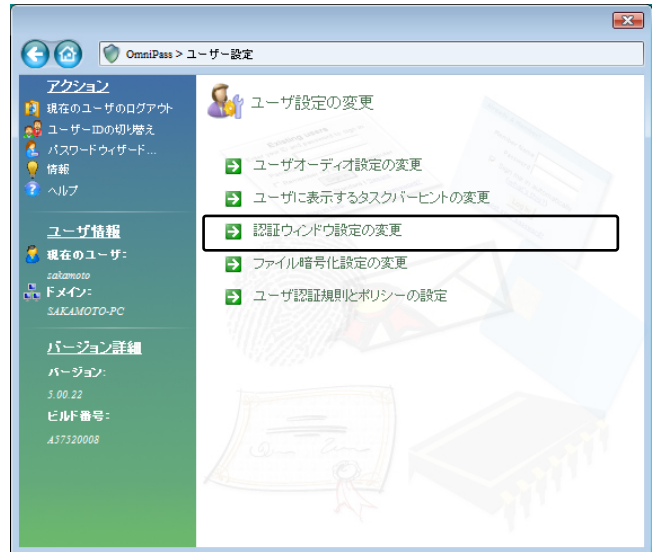 OmniPass > ユーザー設定
アクション
現在のユーザのログアウト
ユーザーIDの切り替え
パスワードウィザード...
情報
ヘルプ
ユーザ情報
現在のユーザ:
sakamoto
ドメイン:
SAKAMOTO-PC
バージョン詳細
バージョン:
5.00.22
ビルド番号:
A57520008
ユーザ設定の変更
ユーザオーディオ設定の変更
ユーザに表示するタスクバーヒントの変更
認証ウィンドウ設定の変更
ファイル暗号化設定の変更
ユーザ認証規則とポリシーの設定